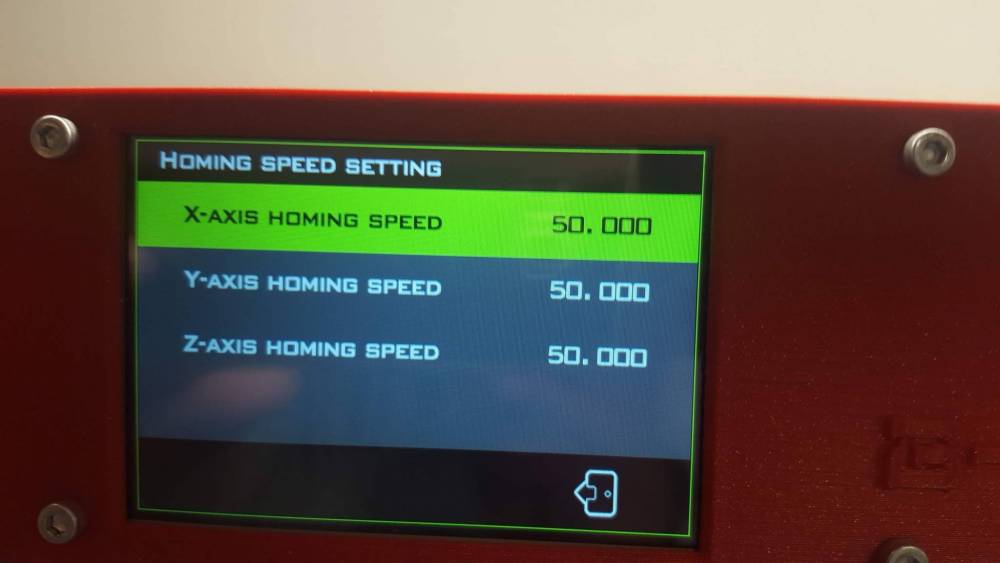 Homing speed setting
X-axis homing speed 50.000
Y-axis homing speed 50.000
Z-axis homing speed 50.000